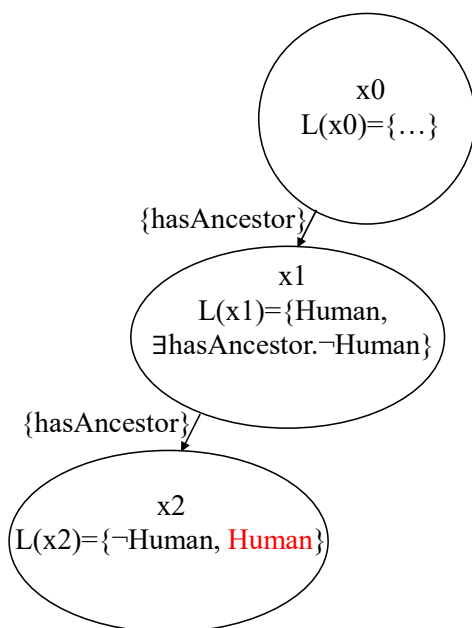 x0
L(x0)={…}
{hasAncestor}
x1
L(x1)={Human,
∃hasAncestor.¬Human}
{hasAncestor}
x2
L(x2)={¬Human, Human}